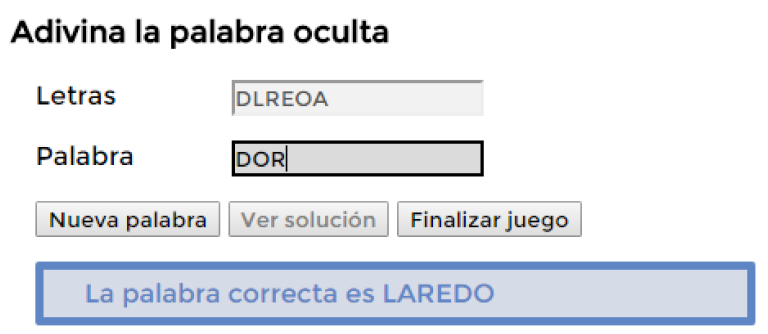 Adivina la palabra oculta
Letras DLREOA
Palabra DOR
Nueva palabra Ver solución Finalizar juego
La palabra correcta es LAREDO